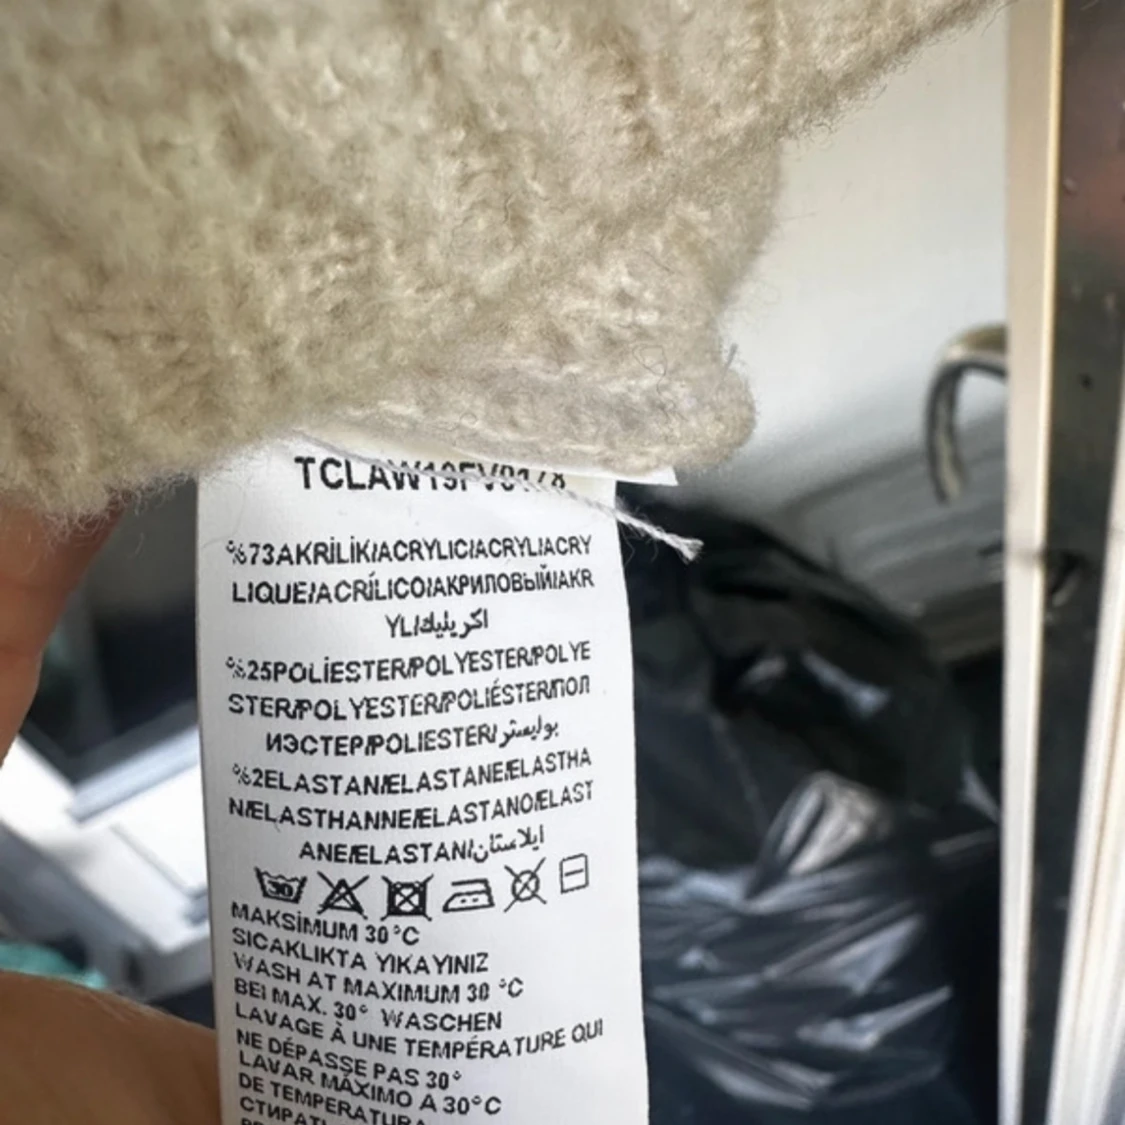 %73AKRİLİK/ACRYLIC/ACRYL/ACRY
LIQUE/ACRÍLICO/АКРИЛОВЫЙ/AKR
YL/اكريليك
%25POLİESTER/POLYESTER/POLYE
STER/POLYESTER/POLIÉSTER/ПОЛ
ИЭСТЕР/POLIESTER/بوليستر
%2ELASTAN/ELASTANE/ELASTHA
N/ELASTHANNE/ELASTANO/ELAST
ANE/ELASTAN/ايلاستان
30
MAKSİMUM 30°C
SICAKLIKTA YIKAYINIZ
WASH AT MAXIMUM 30 °C
BEI MAX. 30° WASCHEN
LAVAGE À UNE TEMPÉRATURE QUI
NE DÉPASSE PAS 30°
LAVAR MÁXIMO A 30°C
DE TEMPERATURA